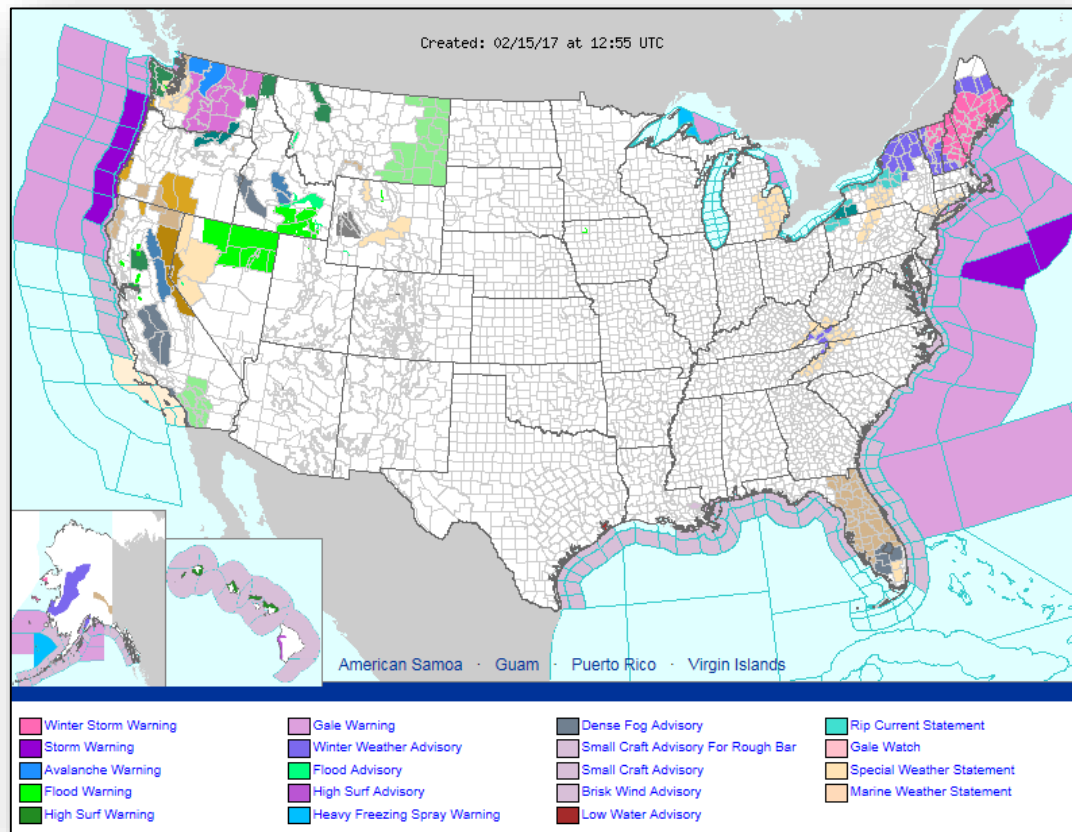 Created: 02/15/17 at 12:55 UTC
American Samoa · Guam · Puerto Rico · Virgin Islands
Winter Storm Warning
Storm Warning
Avalanche Warning
Flood Warning
High Surf Warning
Gale Warning
Winter Weather Advisory
Flood Advisory
High Surf Advisory
Heavy Freezing Spray Warning
Dense Fog Advisory
Small Craft Advisory For Rough Bar
Small Craft Advisory
Brisk Wind Advisory
Low Water Advisory
Rip Current Statement
Gale Watch
Special Weather Statement
Marine Weather Statement